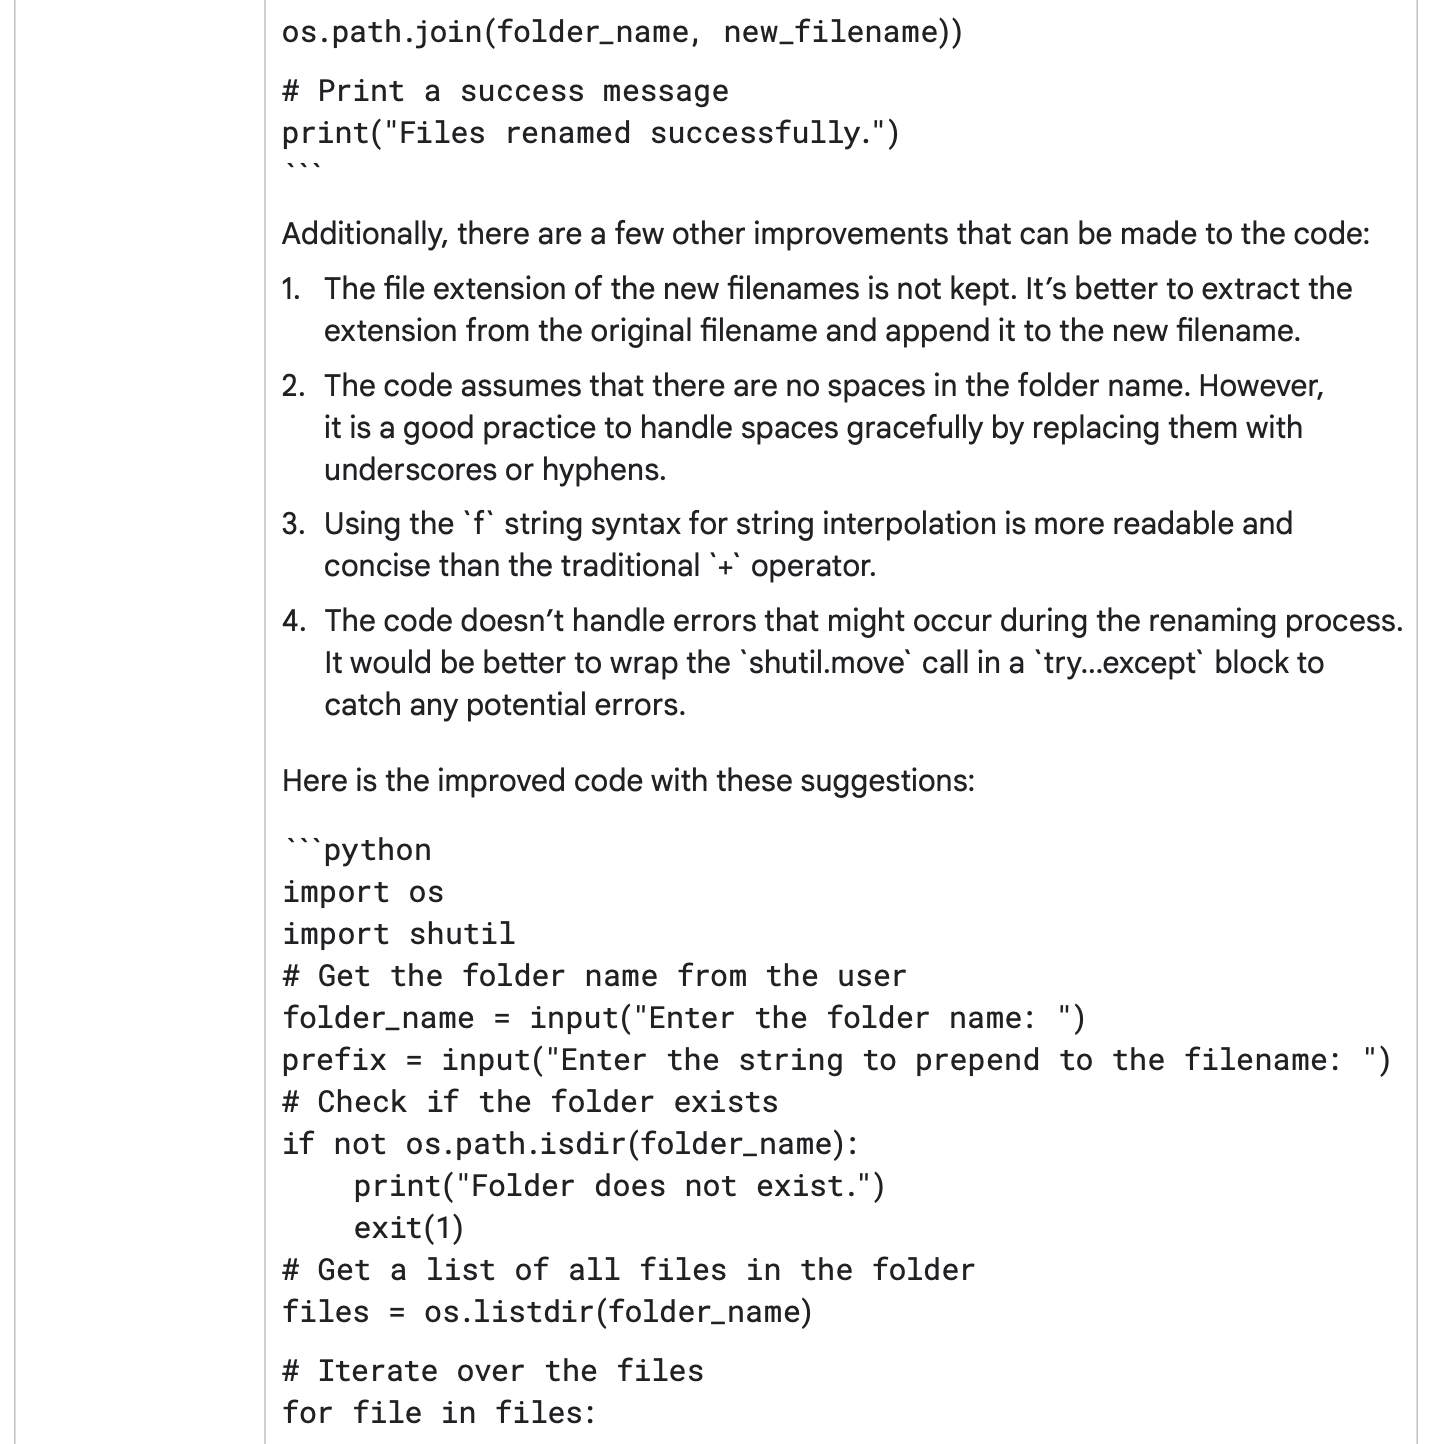 os.path.join(folder_name, new_filename))
# Print a success message
print("Files renamed successfully.")
```
Additionally, there are a few other improvements that can be made to the code:
1. The file extension of the new filenames is not kept. It’s better to extract the
extension from the original filename and append it to the new filename.
2. The code assumes that there are no spaces in the folder name. However,
it is a good practice to handle spaces gracefully by replacing them with
underscores or hyphens.
3. Using the `f` string syntax for string interpolation is more readable and
concise than the traditional `+` operator.
4. The code doesn’t handle errors that might occur during the renaming process.
It would be better to wrap the `shutil.move` call in a `try...except` block to
catch any potential errors.
Here is the improved code with these suggestions:
```python
import os
import shutil
# Get the folder name from the user
folder_name = input("Enter the folder name: ")
prefix = input("Enter the string to prepend to the filename: ")
# Check if the folder exists
if not os.path.isdir(folder_name):
    print("Folder does not exist.")
    exit(1)
# Get a list of all files in the folder
files = os.listdir(folder_name)
# Iterate over the files
for file in files: